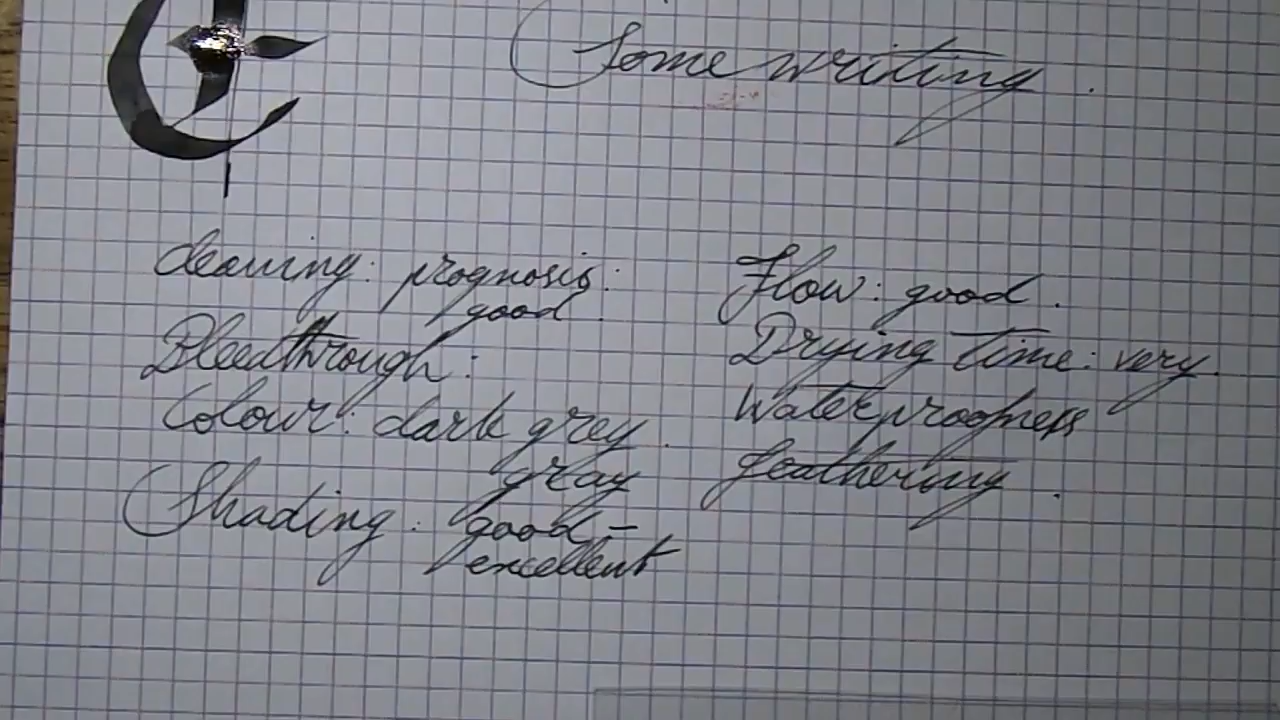 Some writing.
cleaning: prognosis:
good.
Bleedthrough:
Colour: dark grey.
gray
Shading: good -
excellent
Flow: good.
Drying time: very.
Waterproofness
feathering.